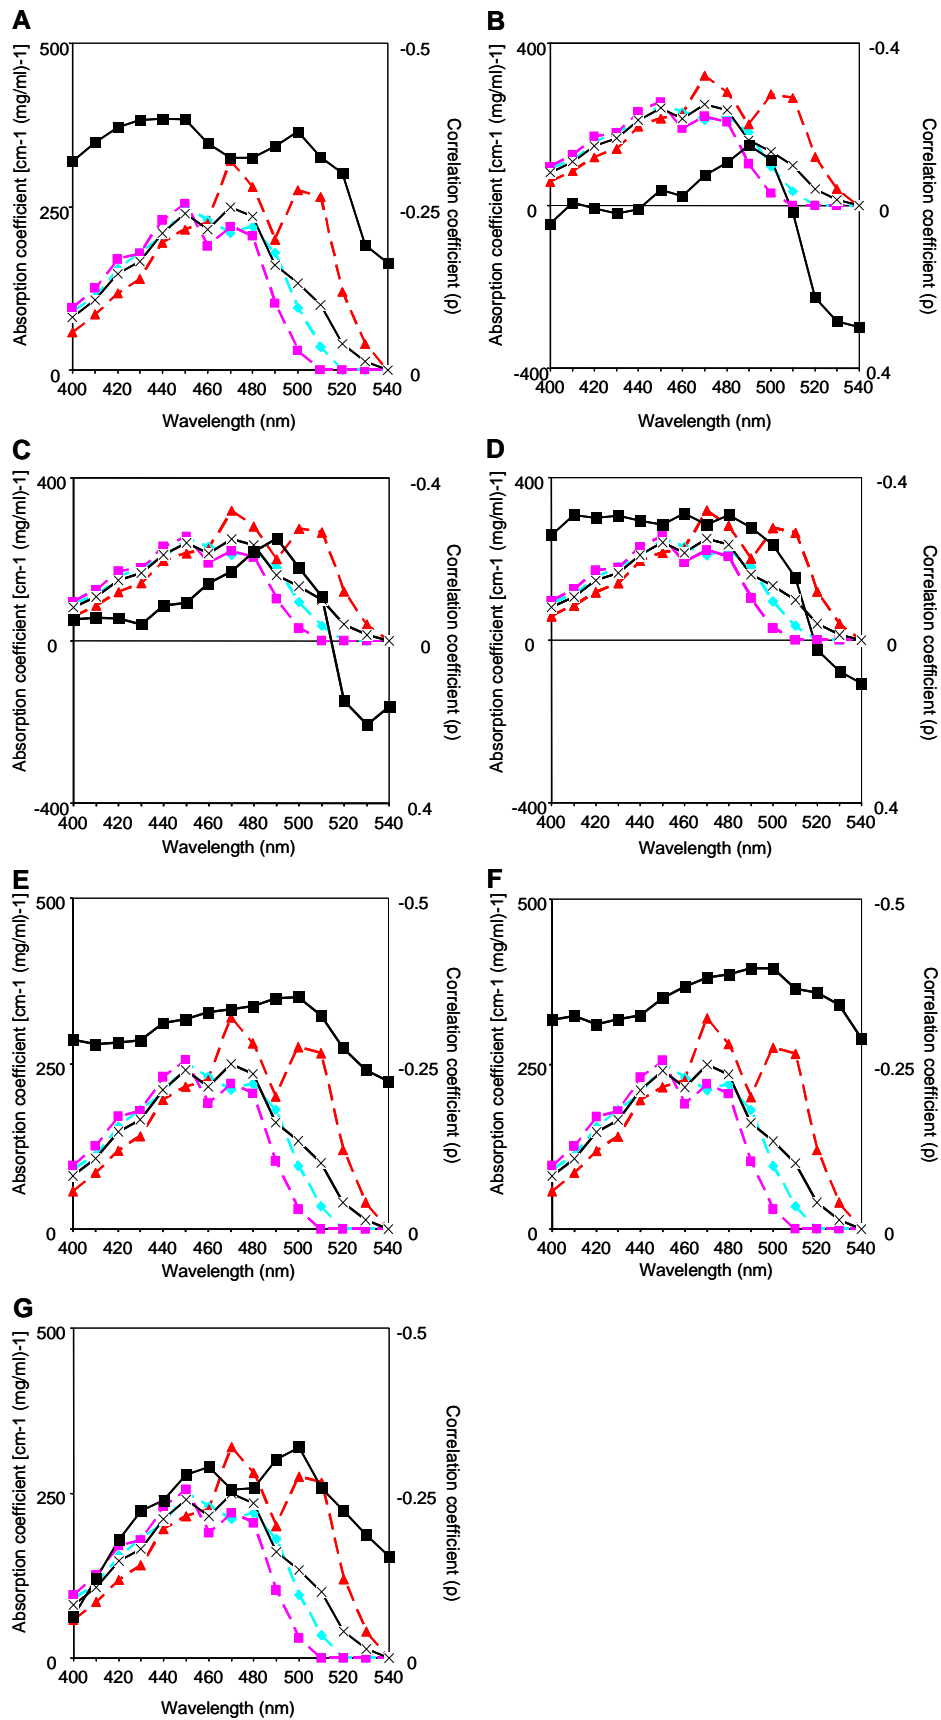 A
500
250
0
-0.5
-0.25
0
Absorption coefficient [cm-1 (mg/ml)-1]
Correlation coefficient (ρ)
400 420 440 460 480 500 520 540
Wavelength (nm)
B
400
0
-400
-0.4
0
0.4
Absorption coefficient [cm-1 (mg/ml)-1]
Correlation coefficient (ρ)
400 420 440 460 480 500 520 540
Wavelength (nm)
C
400
0
-400
-0.4
0
0.4
Absorption coefficient [cm-1 (mg/ml)-1]
Correlation coefficient (ρ)
400 420 440 460 480 500 520 540
Wavelength (nm)
D
400
0
-400
-0.4
0
0.4
Absorption coefficient [cm-1 (mg/ml)-1]
Correlation coefficient (ρ)
400 420 440 460 480 500 520 540
Wavelength (nm)
E
500
250
0
-0.5
-0.25
0
Absorption coefficient [cm-1 (mg/ml)-1]
Correlation coefficient (ρ)
400 420 440 460 480 500 520 540
Wavelength (nm)
F
500
250
0
-0.5
-0.25
0
Absorption coefficient [cm-1 (mg/ml)-1]
Correlation coefficient (ρ)
400 420 440 460 480 500 520 540
Wavelength (nm)
G
500
250
0
-0.5
-0.25
0
Absorption coefficient [cm-1 (mg/ml)-1]
Correlation coefficient (ρ)
400 420 440 460 480 500 520 540
Wavelength (nm)